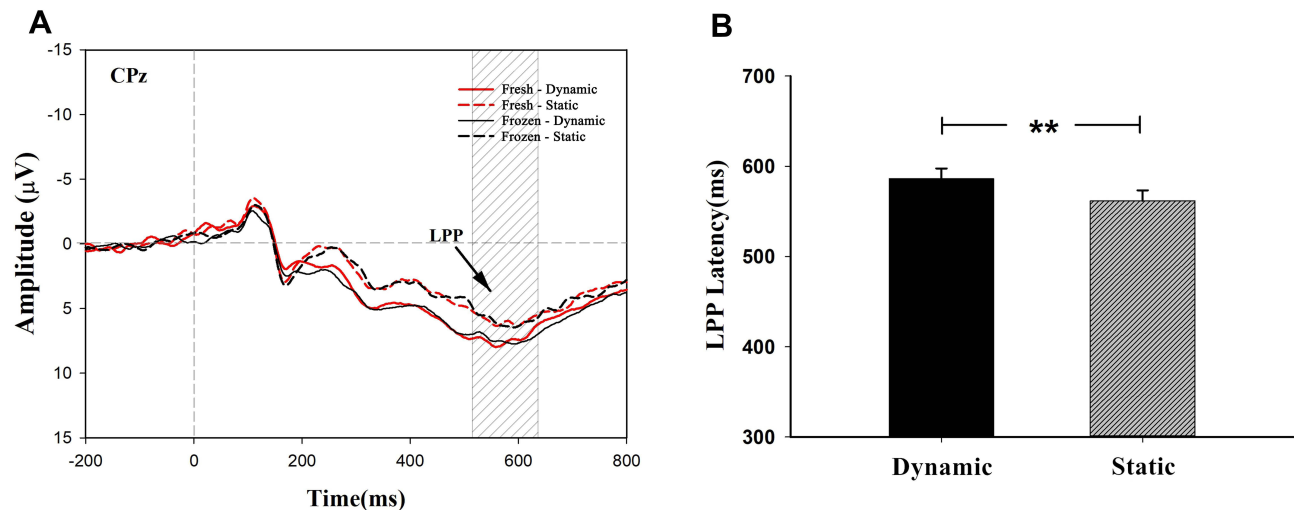 A
CPz
Fresh - Dynamic
Fresh - Static
Frozen - Dynamic
Frozen - Static
LPP
Amplitude (μV)
-15
-10
-5
0
5
10
15
-200
0
200
400
600
800
Time(ms)
B
**
LPP Latency(ms)
700
600
500
400
300
Dynamic
Static